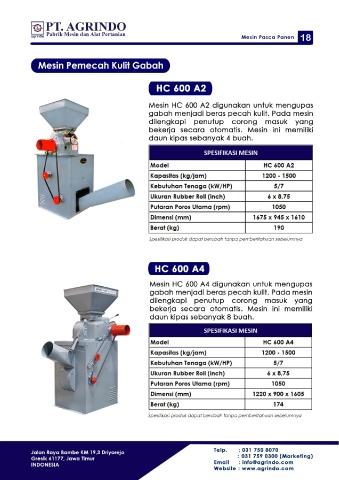 PT. AGRINDO
Pabrik Mesin dan Alat Pertanian
Mesin Pasca Panen 18
Mesin Pemecah Kulit Gabah
HC 600 A2
Mesin HC 600 A2 digunakan untuk mengupas
gabah menjadi beras pecah kulit. Pada mesin
dilengkapi penutup corong masuk yang
bekerja secara otomatis. Mesin ini memiliki
daun kipas sebanyak 4 buah.
SPESIFIKASI MESIN
Model HC 600 A2
Kapasitas (kg/jam) 1200 - 1500
Kebutuhan Tenaga (kW/HP) 5/7
Ukuran Rubber Roll (inch) 6 x 8,75
Putaran Poros Utama (rpm) 1050
Dimensi (mm) 1675 x 945 x 1610
Berat (kg) 190
Spesifikasi produk dapat berubah tanpa pemberitahuan sebelumnya
HC 600 A4
Mesin HC 600 A4 digunakan untuk mengupas
gabah menjadi beras pecah kulit. Pada mesin
dilengkapi penutup corong masuk yang
bekerja secara otomatis. Mesin ini memiliki
daun kipas sebanyak 8 buah.
SPESIFIKASI MESIN
Model HC 600 A4
Kapasitas (kg/jam) 1200 - 1500
Kebutuhan Tenaga (kW/HP) 5/7
Ukuran Rubber Roll (inch) 6 x 8,75
Putaran Poros Utama (rpm) 1050
Dimensi (mm) 1220 x 900 x 1605
Berat (kg) 174
Spesifikasi produk dapat berubah tanpa pemberitahuan sebelumnya
Jalan Raya Bambe KM 19,3 Driyorejo
Gresik 61177, Jawa Timur
INDONESIA
Telp. : 031 750 8070
: 031 759 0300 (Marketing)
Email : info@agrindo.com
Website : www.agrindo.com